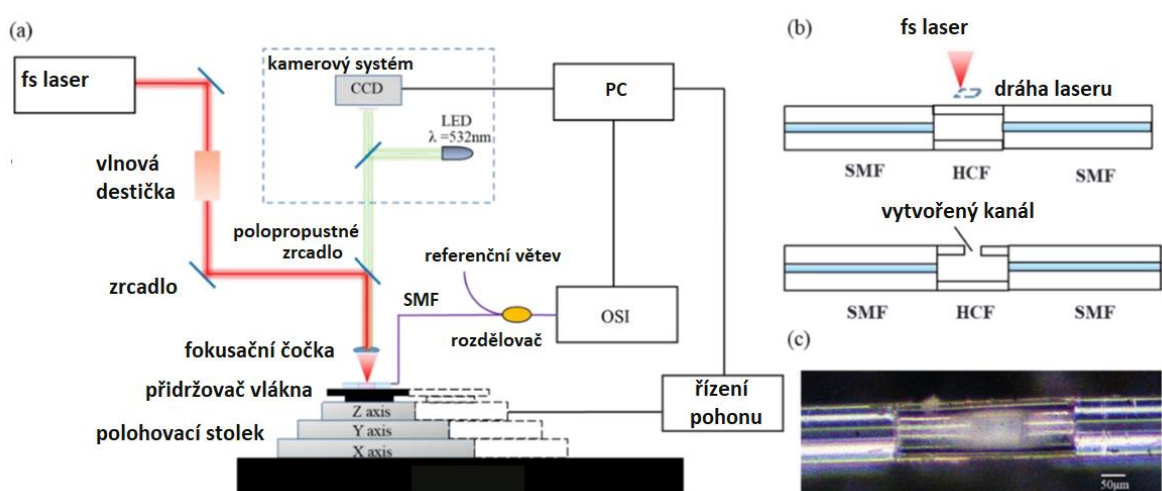 (a)
fs laser
vlnová
destička
zrcadlo
kamerový systém
CCD
LED
λ =532nm
polopropustné
zrcadlo
PC
referenční větev
SMF
rozdělovač
OSI
fokusační čočka
přidržovač vlákna
polohovací stolek
Z axis
Y axis
X axis
řízení
pohonu
(b)
fs laser
dráha laseru
SMF
HCF
SMF
vytvořený kanál
SMF
HCF
SMF
(c)
50μm